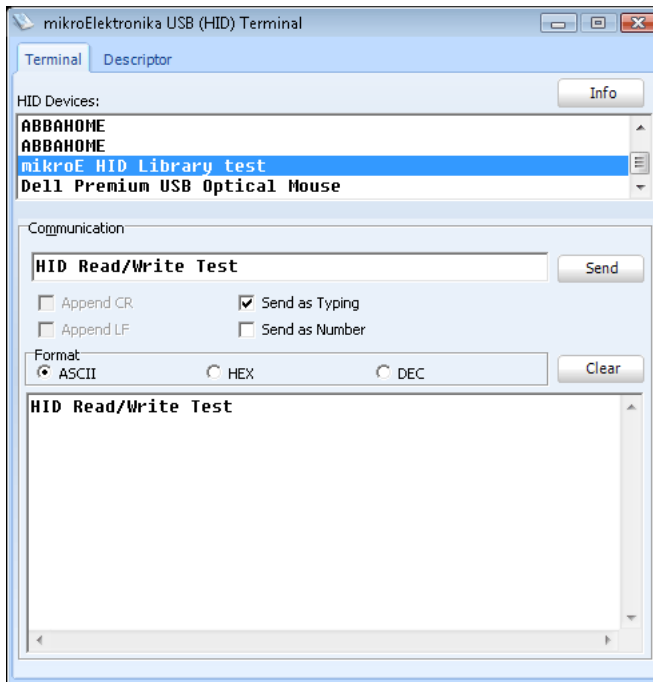 mikroElektronika USB (HID) Terminal
Terminal Descriptor
Info
HID Devices:
ABBAHOME
ABBAHOME
mikroE HID Library test
Dell Premium USB Optical Mouse
Communication
HID Read/Write Test Send
Append CR Send as Typing
Append LF Send as Number
Format
ASCII HEX DEC Clear
HID Read/Write Test